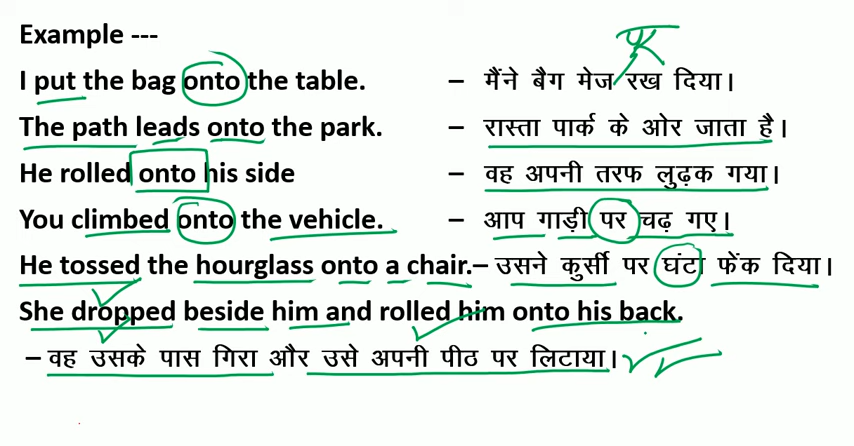 Example ---
I put the bag onto the table. – मैंने बैग मेज पर रख दिया।
The path leads onto the park. – रास्ता पार्क के ओर जाता है।
He rolled onto his side – वह अपनी तरफ लुढ़क गया।
You climbed onto the vehicle. – आप गाड़ी पर चढ़ गए।
He tossed the hourglass onto a chair.– उसने कुर्सी पर घंटा फेंक दिया।
She dropped beside him and rolled him onto his back.
– वह उसके पास गिरा और उसे अपनी पीठ पर लिटाया।